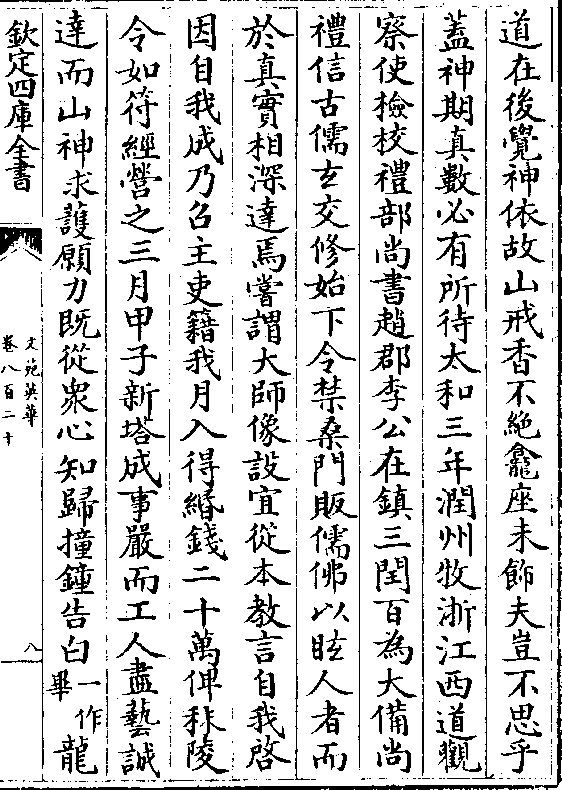 道在後覺神依故山戒香不絶龕座未飾夫豈不思乎
蓋神期真數必有所待太和三年潤州牧浙江西道觀
察使檢校禮部尚書趙郡李公在鎮三閏百為大備尚
禮信古儒𤣥交修始下令禁桑門販儒佛以眩人者而
於真實相深達焉嘗謂大師像設宜從本教言自我啓
因自我成乃召主吏籍我月入得緡錢二十萬俾秣陵
令如符經營之三月甲子新塔成事嚴而工人盡藝誠
達而山神求護願力既從衆心知歸撞鐘告白一作畢龍
欽定四庫全書
文苑英華
卷八百二十
八